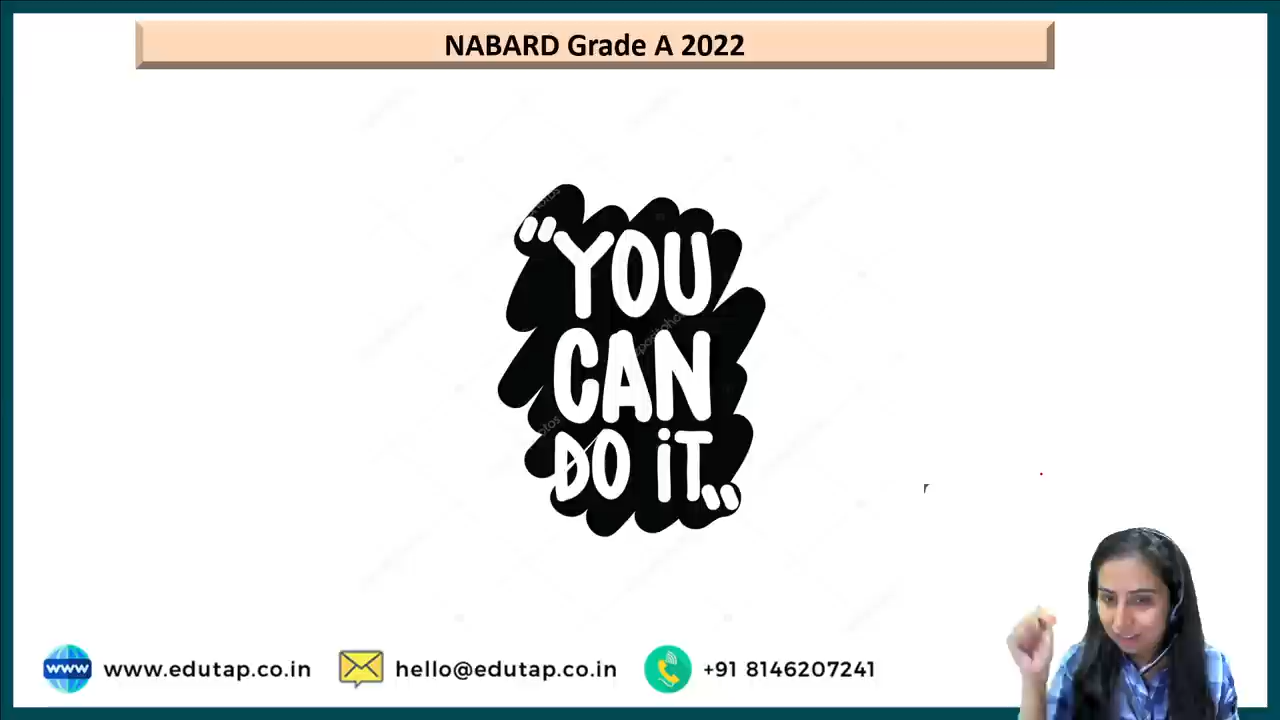 NABARD Grade A 2022
"YOU
CAN
DO iT„
www www.edutap.co.in hello@edutap.co.in +91 8146207241